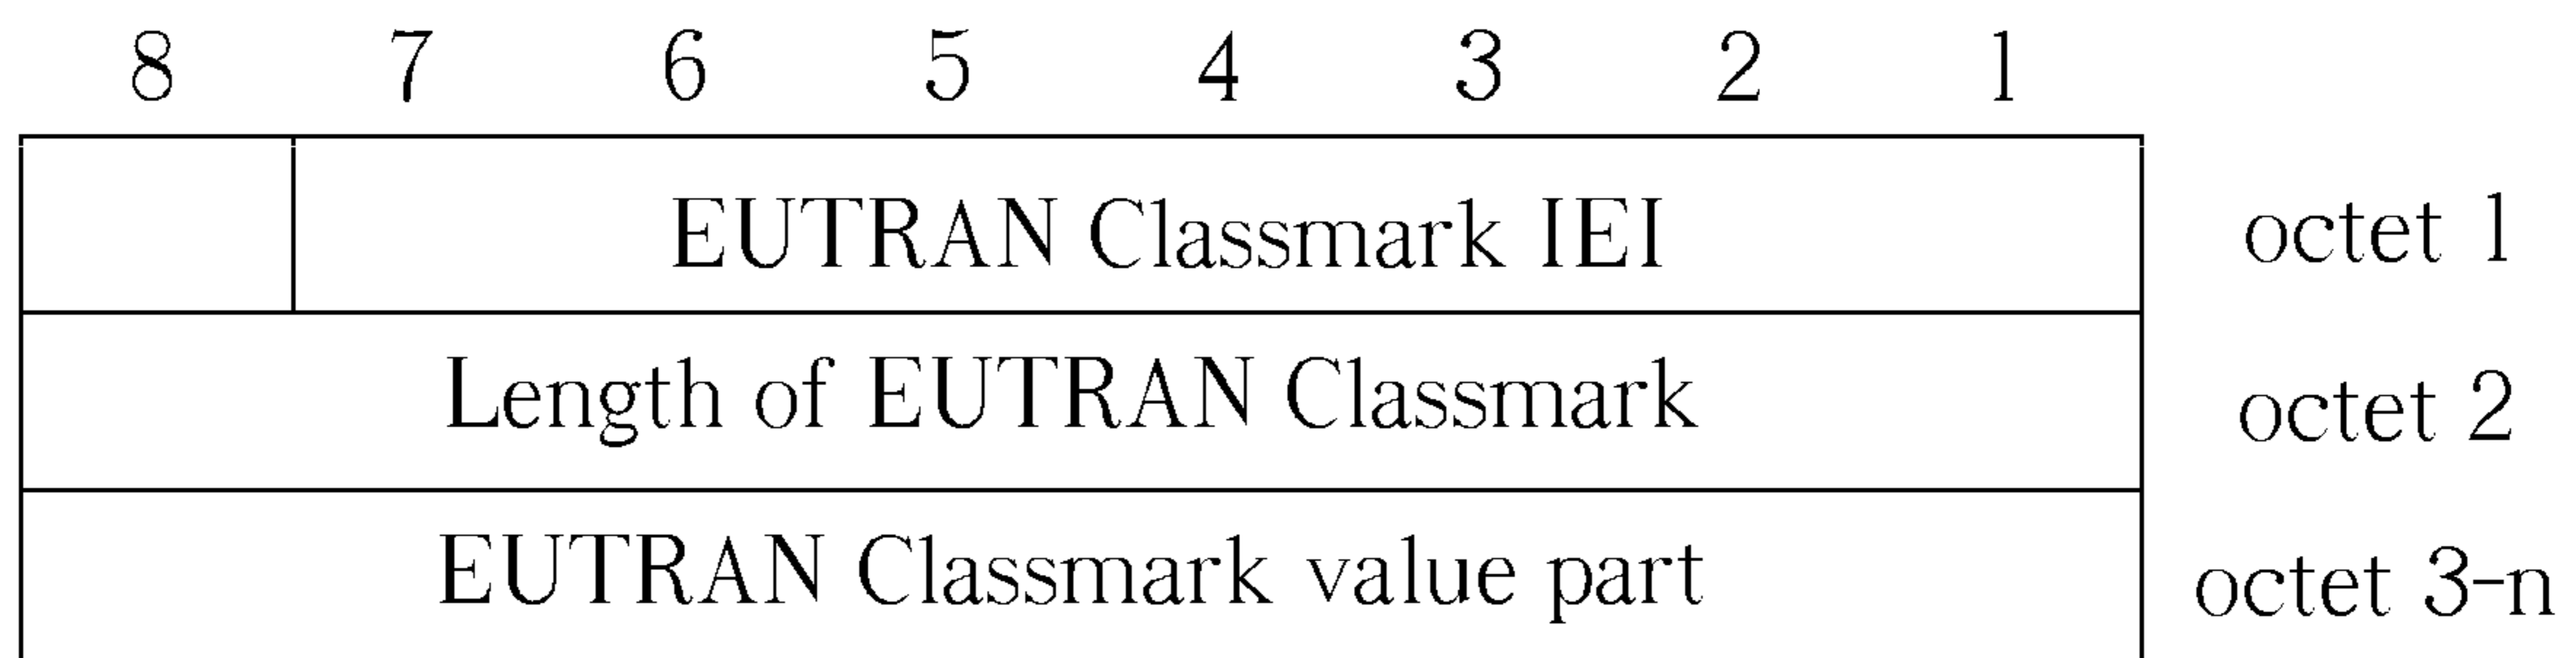 8 7 6 5 4 3 2 1
EUTRAN Classmark IEI octet 1
Length of EUTRAN Classmark octet 2
EUTRAN Classmark value part octet 3-n